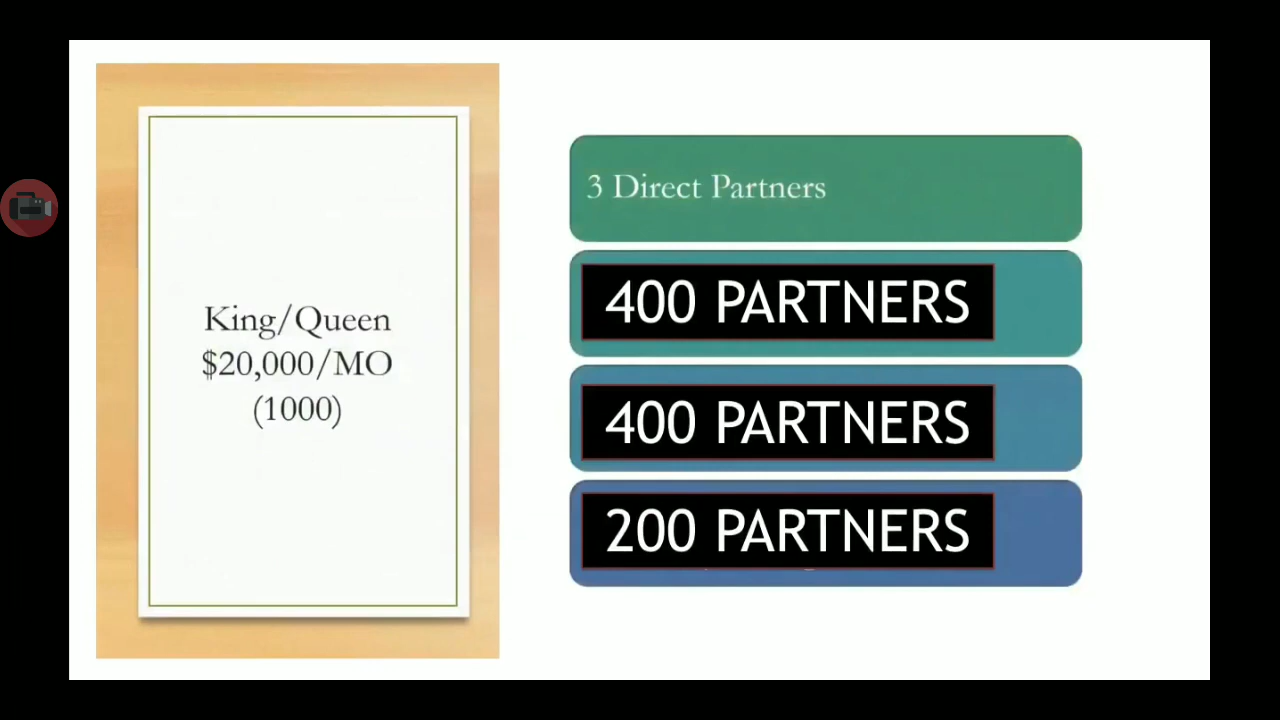 King/Queen
$20,000/MO
(1000)
3 Direct Partners
400 PARTNERS
400 PARTNERS
200 PARTNERS